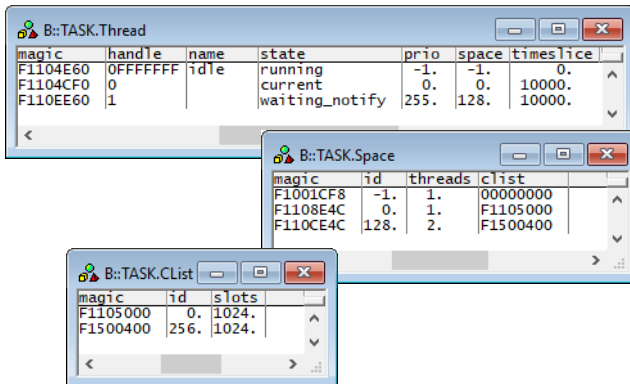 B::TASK.Thread
magic handle name state prio space timeslice
F1104E60 0FFFFFFF idle running -1. -1. 0.
F1104CF0 0 current 0. 0. 10000.
F110EE60 1 waiting_notify 255. 128. 10000.
B::TASK.Space
magic id threads clist
F1001CF8 -1. 1. 00000000
F1108E4C 0. 1. F1105000
F110CE4C 128. 2. F1500400
B::TASK.CList
magic id slots
F1105000 0. 1024.
F1500400 256. 1024.